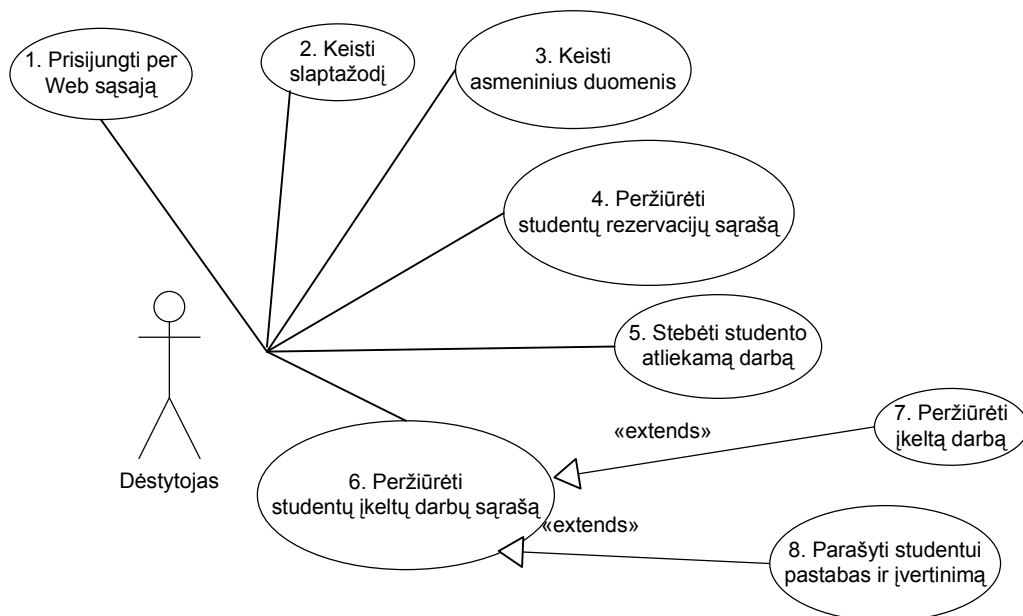 1. Prisijungti per
Web sąsają
2. Keisti
slaptažodį
3. Keisti
asmeninius duomenis
4. Peržiūrėti
studentų rezervacijų sąrašą
5. Stebėti studento
atliekamą darbą
Dėstytojas
6. Peržiūrėti
studentų įkeltų darbų sąrašą
«extends»
7. Peržiūrėti
įkeltą darbą
«extends»
8. Parašyti studentui
pastabas ir įvertinimą